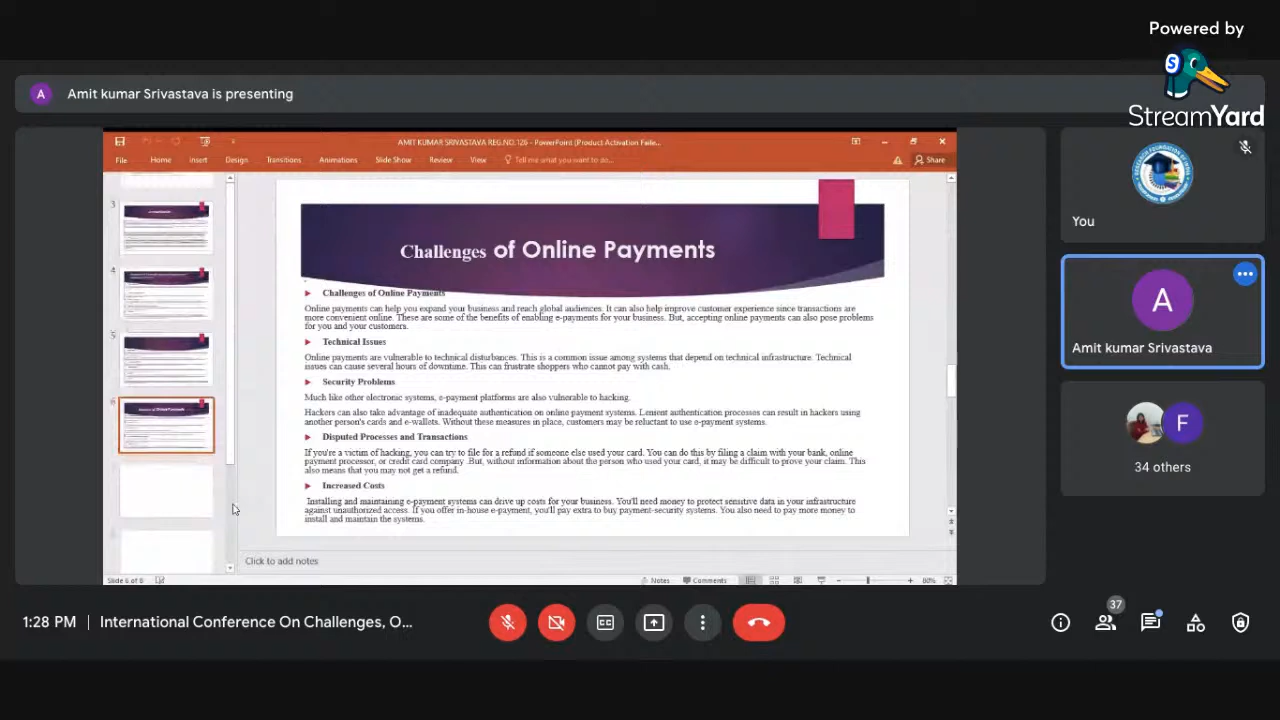 Powered by
StreamYard
A Amit kumar Srivastava is presenting
AMIT KUMAR SRIVASTAVA REG.NO. 126 - PowerPoint (Product Activation Faile...
File Home Insert Design Transitions Animations Slide Show Review View Tell me what you want to do... Share
3
4
5
6
Challenges of Online Payments
Challenges of Online Payments
Online payments can help you expand your business and reach global audiences. It can also help improve customer experience since transactions are
more convenient online. These are some of the benefits of enabling e-payments for your business. But, accepting online payments can also pose problems
for you and your customers.
Technical Issues
Online payments are vulnerable to technical disturbances. This is a common issue among systems that depend on technical infrastructure. Technical
issues can cause several hours of downtime. This can frustrate shoppers who cannot pay with cash.
Security Problems
Much like other electronic systems, e-payment platforms are also vulnerable to hacking.
Hackers can also take advantage of inadequate authentication on online payment systems. Lenient authentication processes can result in hackers using
another person's cards and e-wallets. Without these measures in place, customers may be reluctant to use e-payment systems.
Disputed Processes and Transactions
If you're a victim of hacking, you can try to file for a refund if someone else used your card. You can do this by filing a claim with your bank, online
payment processor, or credit card company .But, without information about the person who used your card, it may be difficult to prove your claim. This
also means that you may not get a refund.
Increased Costs
Installing and maintaining e-payment systems can drive up costs for your business. You'll need money to protect sensitive data in your infrastructure
against unauthorized access. If you offer in-house e-payment, you'll pay extra to buy payment-security systems. You also need to pay more money to
install and maintain the systems.
Click to add notes
Slide 6 of 8
Notes Comments
80%
You
A
Amit kumar Srivastava
F
34 others
1:28 PM | International Conference On Challenges, O...
37